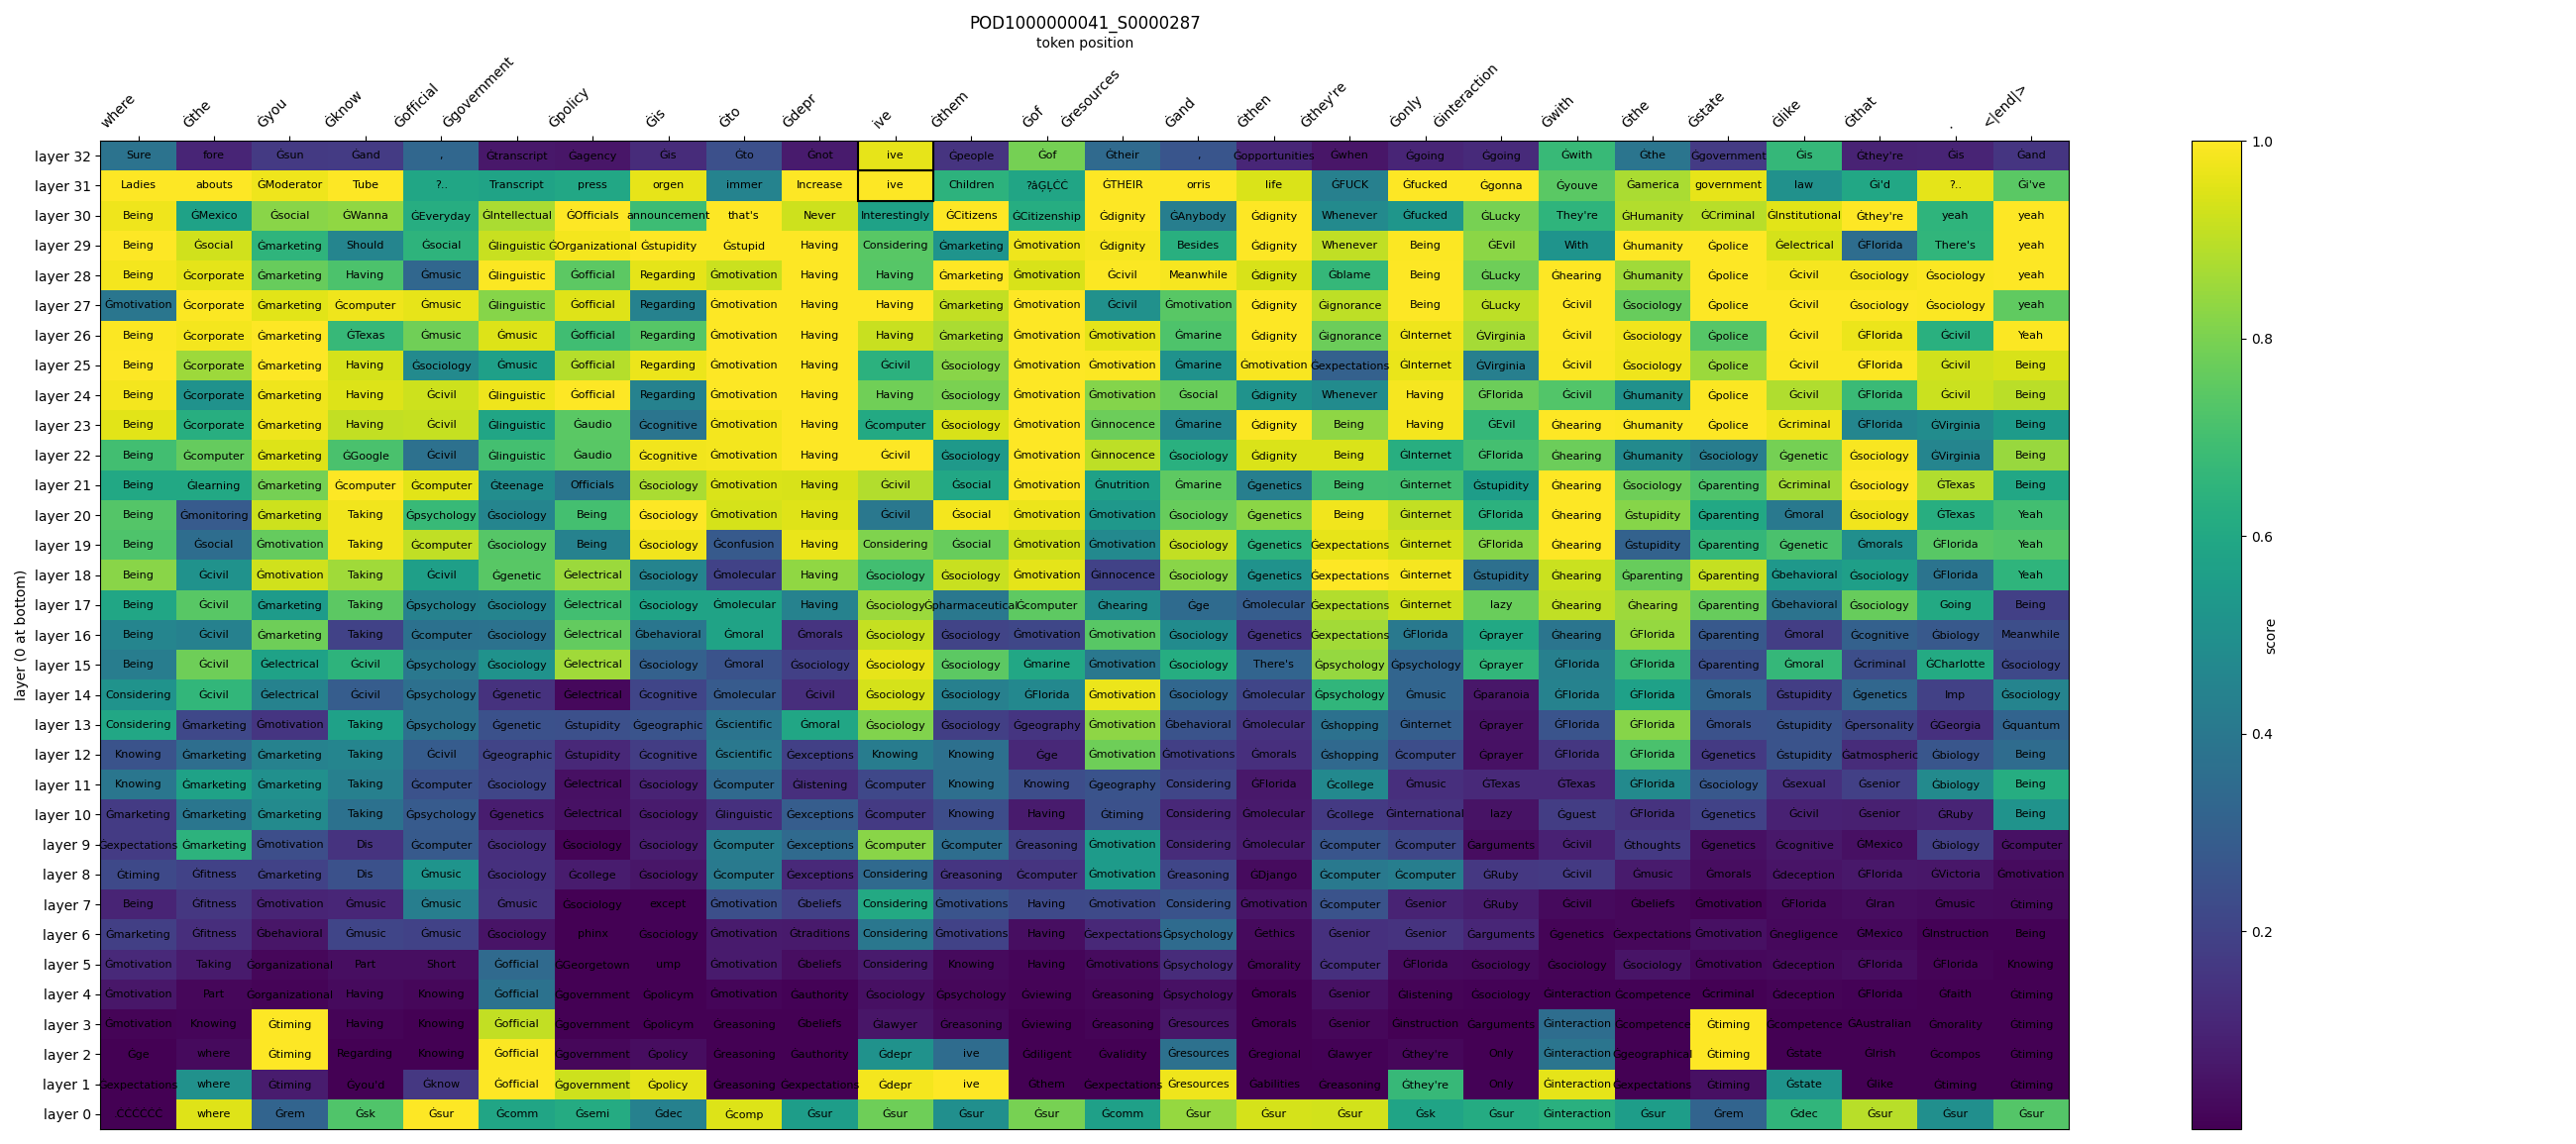 POD1000000041_S0000287
token position
where Ġthe Ġyou Ġknow Ġofficial Ġgovernment Ġpolicy Ġis Ġto Ġdepr ive Ġthem Ġof Ġresources Ġand Ġthen Ġthey're Ġonly Ġinteraction Ġwith Ġthe Ġstate Ġlike Ġthat . <|end|>
layer 32 Sure fore Ġsun Ġand , Ġtranscript Ġagency Ġis Ġto Ġnot ive Ġpeople Ġof Ġtheir , Ġopportunities Ġwhen Ġgoing Ġgoing Ġwith Ġthe Ġgovernment Ġis Ġthey're Ġis Ġand
layer 31 Ladies abouts ĠModerator Tube ?.. Transcript press orgen immer Increase ive Children ĠTHEIR orris life ĠFUCK Ġfucked Ġgonna Ġyouve Ġamerica government law Ġi'd ?.. Ġi've
layer 30 Being ĠMexico Ġsocial ĠWanna ĠEveryday ĠIntellectual ĠOfficials announcement that's Never Interestingly ĠCitizens ĠCitizenship Ġdignity ĠAnybody Ġdignity Whenever Ġfucked ĠLucky They're ĠHumanity ĠCriminal ĠInstitutional Ġthey're yeah yeah
layer 29 Being Ġsocial Ġmarketing Should Ġsocial Ġlinguistic ĠOrganizational Ġstupidity Ġstupid Having Considering Ġmarketing Ġmotivation Ġdignity Besides Ġdignity Whenever Being ĠEvil With Ġhumanity Ġpolice Ġelectrical ĠFlorida There's yeah
layer 28 Being Ġcorporate Ġmarketing Having Ġmusic Ġlinguistic Ġofficial Regarding Ġmotivation Having Having Ġmarketing Ġmotivation Ġcivil Meanwhile Ġdignity Ġblame Being ĠLucky Ġhearing Ġhumanity Ġpolice Ġcivil Ġsociology Ġsociology yeah
layer 27 Ġmotivation Ġcorporate Ġmarketing Ġcomputer Ġmusic Ġlinguistic Ġofficial Regarding Ġmotivation Having Having Ġmarketing Ġmotivation Ġcivil Ġmotivation Ġdignity Ġignorance Being ĠLucky Ġcivil Ġsociology Ġpolice Ġcivil Ġsociology Ġsociology yeah
layer 26 Being Ġcorporate Ġmarketing ĠTexas Ġmusic Ġmusic Ġofficial Regarding Ġmotivation Having Having Ġmarketing Ġmotivation Ġmotivation Ġmarine Ġdignity Ġignorance ĠInternet ĠVirginia Ġcivil Ġsociology Ġpolice Ġcivil ĠFlorida Ġcivil Yeah
layer 25 Being Ġcorporate Ġmarketing Having Ġsociology Ġmusic Ġofficial Regarding Ġmotivation Having Ġcivil Ġsociology Ġmotivation Ġmotivation Ġmarine Ġmotivation Ġexpectations ĠInternet ĠVirginia Ġcivil Ġsociology Ġpolice Ġcivil ĠFlorida Ġcivil Being
layer 24 Being Ġcorporate Ġmarketing Having Ġcivil Ġlinguistic Ġofficial Regarding Ġmotivation Having Having Ġsociology Ġmotivation Ġmotivation Ġsocial Ġdignity Whenever Having ĠFlorida Ġcivil Ġhumanity Ġpolice Ġcivil ĠFlorida Ġcivil Being
layer 23 Being Ġcorporate Ġmarketing Having Ġcivil Ġlinguistic Ġaudio Ġcognitive Ġmotivation Having Ġcomputer Ġsociology Ġmotivation Ġinnocence Ġmarine Ġdignity Being Having ĠEvil Ġhearing Ġhumanity Ġpolice Ġcriminal ĠFlorida ĠVirginia Being
layer 22 Being Ġcomputer Ġmarketing ĠGoogle Ġcivil Ġlinguistic Ġaudio Ġcognitive Ġmotivation Having Ġcivil Ġsociology Ġmotivation Ġinnocence Ġsociology Ġdignity Being Ġinternet ĠFlorida Ġhearing Ġhumanity Ġsociology Ġgenetic Ġsociology ĠVirginia Being
layer 21 Being Ġlearning Ġmarketing Ġcomputer Ġcomputer Ġteenage Officials Ġsociology Ġmotivation Having Ġcivil Ġsocial Ġmotivation Ġnutrition Ġmarine Ġgenetics Being Ġinternet Ġstupidity Ġhearing Ġsociology Ġparenting Ġcriminal Ġsociology ĠTexas Being
layer 20 Being Ġmonitoring Ġmarketing Taking Ġpsychology Ġsociology Being Ġsociology Ġmotivation Having Ġcivil Ġsocial Ġmotivation Ġmotivation Ġsociology Ġgenetics Being Ġinternet ĠFlorida Ġhearing Ġstupidity Ġparenting Ġmoral Ġsociology ĠTexas Yeah
layer 19 Being Ġsocial Ġmotivation Taking Ġcomputer Ġsociology Being Ġsociology Ġconfusion Having Considering Ġsocial Ġmotivation Ġmotivation Ġsociology Ġgenetics Ġexpectations Ġinternet ĠFlorida Ġhearing Ġstupidity Ġparenting Ġgenetic Ġmorals ĠFlorida Yeah
layer 18 Being Ġcivil Ġmotivation Taking Ġcivil Ġgenetic Ġelectrical Ġsociology Ġmolecular Having Ġsociology Ġsociology Ġmotivation Ġinnocence Ġsociology Ġgenetics Ġexpectations Ġinternet Ġstupidity Ġhearing Ġparenting Ġparenting Ġbehavioral Ġsociology ĠFlorida Yeah
layer 17 Being Ġcivil Ġmarketing Taking Ġpsychology Ġsociology Ġelectrical Ġsociology Ġmolecular Having Ġsociology Ġpharmaceutical Ġcomputer Ġhearing Ġge Ġmolecular Ġexpectations Ġinternet lazy Ġhearing Ġhearing Ġparenting Ġbehavioral Ġsociology Going Being
layer 16 Being Ġcivil Ġmarketing Taking Ġcomputer Ġsociology Ġelectrical Ġbehavioral Ġmoral Ġmorals Ġsociology Ġsociology Ġmotivation Ġmotivation Ġsociology Ġgenetics Ġexpectations ĠFlorida Ġprayer Ġhearing ĠFlorida Ġparenting Ġmoral Ġcognitive Ġbiology Meanwhile
layer 15 Being Ġcivil Ġelectrical Ġcivil Ġpsychology Ġsociology Ġelectrical Ġsociology Ġmoral Ġsociology Ġsociology Ġsociology Ġmarine Ġmotivation Ġsociology There's Ġpsychology Ġpsychology Ġprayer ĠFlorida ĠFlorida Ġparenting Ġmoral Ġcriminal ĠCharlotte Ġsociology
layer 14 Considering Ġcivil Ġelectrical Ġcivil Ġpsychology Ġgenetic Ġelectrical Ġcognitive Ġmolecular Ġcivil Ġsociology Ġsociology ĠFlorida Ġmotivation Ġsociology Ġmolecular Ġpsychology Ġmusic Ġparanoia ĠFlorida ĠFlorida Ġmorals Ġstupidity Ġgenetics Imp Ġsociology
layer 13 Considering Ġmarketing Ġmotivation Taking Ġpsychology Ġgenetic Ġstupidity Ġgeographic Ġscientific Ġmoral Ġsociology Ġsociology Ġgeography Ġmotivation Ġbehavioral Ġmolecular Ġshopping Ġinternet Ġprayer ĠFlorida ĠFlorida Ġmorals Ġstupidity Ġpersonality ĠGeorgia Ġquantum
layer 12 Knowing Ġmarketing Ġmarketing Taking Ġcivil Ġgeographic Ġstupidity Ġcognitive Ġscientific Ġexceptions Knowing Knowing Ġge Ġmotivation Ġmotivations Ġmorals Ġshopping Ġcomputer Ġprayer ĠFlorida ĠFlorida Ġgenetics Ġstupidity Ġatmospheric Ġbiology Being
layer 11 Knowing Ġmarketing Ġmarketing Taking Ġcomputer Ġsociology Ġelectrical Ġsociology Ġcomputer Ġlistening Ġcomputer Knowing Knowing Ġgeography Considering ĠFlorida Ġcollege Ġmusic ĠTexas ĠTexas ĠFlorida Ġsociology Ġsexual Ġsenior Ġbiology Being
layer 10 Ġmarketing Ġmarketing Ġmarketing Taking Ġpsychology Ġgenetics Ġelectrical Ġsociology Ġlinguistic Ġexceptions Ġcomputer Knowing Having Ġtiming Considering Ġmolecular Ġcollege Ġinternational lazy Ġguest ĠFlorida Ġgenetics Ġcivil Ġsenior ĠRuby Being
layer 9 Ġexpectations Ġmarketing Ġmotivation Dis Ġcomputer Ġsociology Ġsociology Ġsociology Ġcomputer Ġexceptions Ġcomputer Ġcomputer Ġreasoning Ġmotivation Considering Ġmolecular Ġcomputer Ġcomputer Ġarguments Ġcivil Ġthoughts Ġgenetics Ġcognitive ĠMexico Ġbiology Ġcomputer
layer 8 Ġtiming Ġfitness Ġmarketing Dis Ġmusic Ġsociology Ġcollege Ġsociology Ġcomputer Ġexceptions Considering Ġreasoning Ġcomputer Ġmotivation Ġreasoning ĠDjango Ġcomputer Ġcomputer ĠRuby Ġcivil Ġmusic Ġmorals Ġdeception ĠFlorida ĠVictoria Ġmotivation
layer 7 Being Ġfitness Ġmotivation Ġmusic Ġmusic Ġmusic Ġsociology except Ġmotivation Ġbeliefs Considering Ġmotivations Having Ġmotivation Considering Ġmotivation Ġcomputer Ġsenior ĠRuby Ġcivil Ġbeliefs Ġmotivation ĠFlorida ĠIran Ġmusic Ġtiming
layer 6 Ġmarketing Ġfitness Ġbehavioral Ġmusic Ġmusic Ġsociology phinx Ġsociology Ġmotivation Ġtraditions Considering Ġmotivations Having Ġexpectations Ġpsychology Ġethics Ġsenior Ġsenior Ġarguments Ġgenetics Ġexpectations Ġmotivation Ġnegligence ĠMexico ĠInstruction Being
layer 5 Ġmotivation Taking Ġorganizational Part Short Ġofficial ĠGeorgetown ump Ġmotivation Ġbeliefs Considering Knowing Having Ġmotivations Ġpsychology Ġmorality Ġcomputer ĠFlorida Ġsociology Ġsociology Ġsociology Ġmotivation Ġdeception ĠFlorida ĠFlorida Knowing
layer 4 Ġmotivation Part Ġorganizational Having Knowing Ġofficial Ġgovernment Ġpolicym Ġmotivation Ġauthority Ġsociology Ġpsychology Ġviewing Ġreasoning Ġpsychology Ġmorals Ġsenior Ġlistening Ġsociology Ġinteraction Ġcompetence Ġcriminal Ġdeception ĠFlorida Ġfaith Ġtiming
layer 3 Ġmotivation Knowing Ġtiming Having Knowing Ġofficial Ġgovernment Ġpolicym Ġreasoning Ġbeliefs Ġlawyer Ġreasoning Ġviewing Ġreasoning Ġresources Ġmorals Ġsenior Ġinstruction Ġarguments Ġinteraction Ġcompetence Ġtiming Ġcompetence ĠAustralian Ġmorality Ġtiming
layer 2 Ġge where Ġtiming Regarding Knowing Ġofficial Ġgovernment Ġpolicy Ġreasoning Ġauthority Ġdepr ive Ġdiligent Ġvalidity Ġresources Ġregional Ġlawyer Ġthey're Only Ġinteraction Ġgeographical Ġtiming Ġstate ĠIrish Ġcompos Ġtiming
layer 1 Ġexpectations where Ġtiming Ġyou'd Ġknow Ġofficial Ġgovernment Ġpolicy Ġreasoning Ġexpectations Ġdepr ive Ġthem Ġexpectations Ġresources Ġabilities Ġreasoning Ġthey're Only Ġinteraction Ġexpectations Ġtiming Ġstate Ġlike Ġtiming Ġtiming
layer 0 where Ġrem Ġsk Ġsur Ġcomm Ġsemi Ġdec Ġcomp Ġsur Ġsur Ġsur Ġsur Ġcomm Ġsur Ġsur Ġsur Ġsk Ġsur Ġinteraction Ġsur Ġrem Ġdec Ġsur Ġsur Ġsur
layer (0 at bottom)
1.0
0.8
0.6
0.4
0.2
score